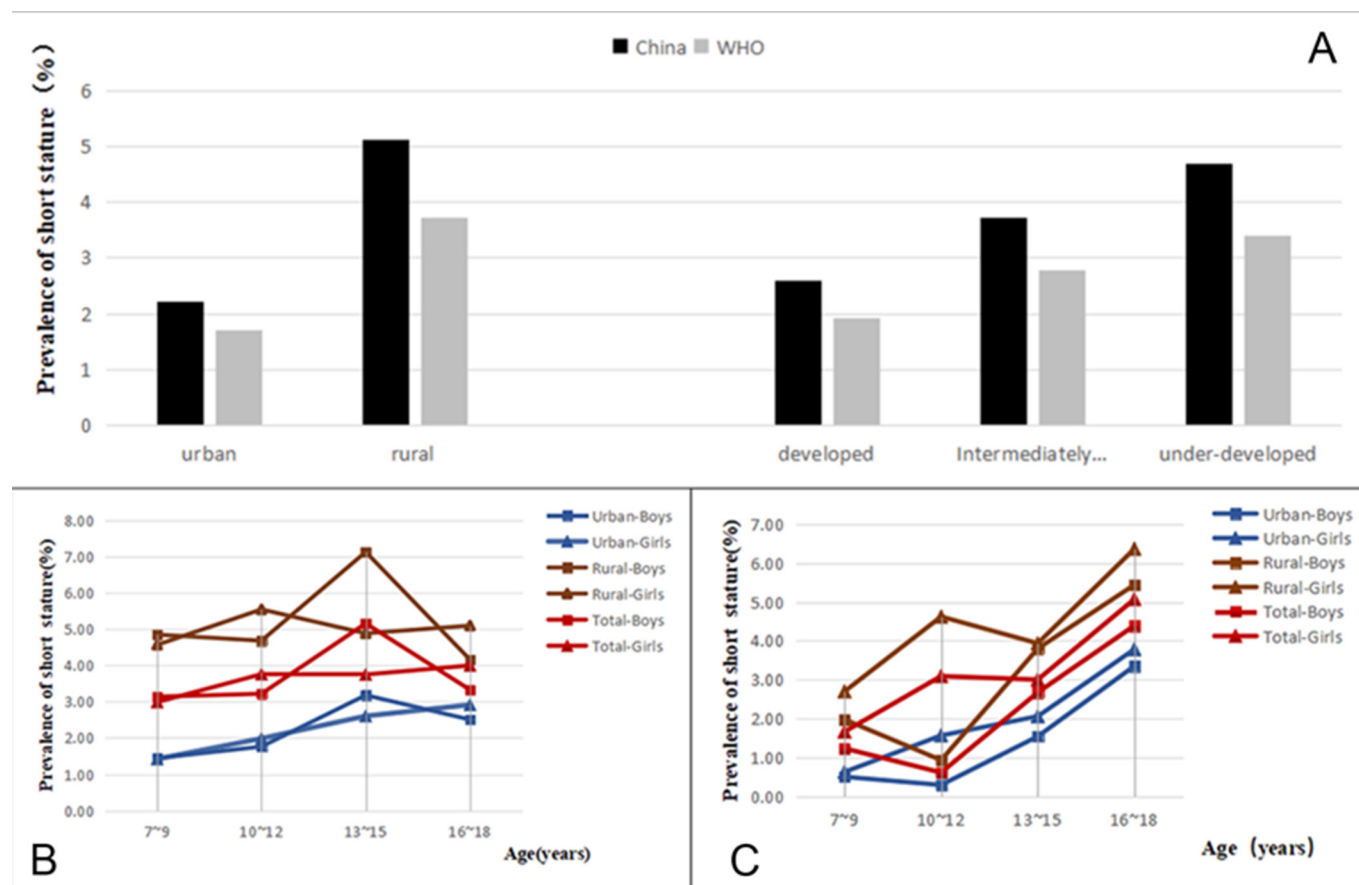 China WHO
A
Prevalence of short stature (%)
6
5
4
3
2
1
0
urban rural developed Intermediately... under-developed
Prevalence of short stature(%)
8.00
7.00
6.00
5.00
4.00
3.00
2.00
1.00
0.00
7~9 10~12 13~15 16~18
Age(years)
Urban-Boys
Urban-Girls
Rural-Boys
Rural-Girls
Total-Boys
Total-Girls
B
Prevalence of short stature(%)
7.00
6.00
5.00
4.00
3.00
2.00
1.00
0.00
7~9 10~12 13~15 16~18
Age (years)
Urban-Boys
Urban-Girls
Rural-Boys
Rural-Girls
Total-Boys
Total-Girls
C